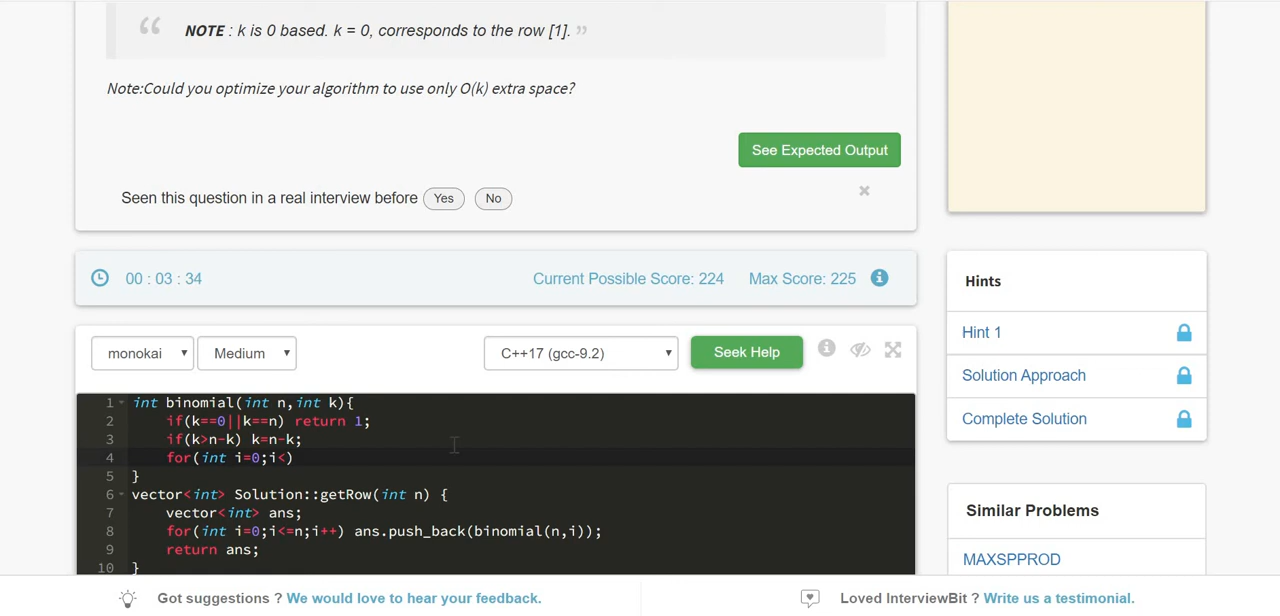 “ NOTE : k is 0 based. k = 0, corresponds to the row [1]. ”
Note:Could you optimize your algorithm to use only O(k) extra space?
See Expected Output
Seen this question in a real interview before Yes No
00 : 03 : 34 Current Possible Score: 224 Max Score: 225
Hints
Hint 1
Solution Approach
Complete Solution
monokai Medium C++17 (gcc-9.2) Seek Help
1 int binomial(int n,int k){
2 if(k==0||k==n) return 1;
3 if(k>n-k) k=n-k;
4 for(int i=0;i<)
5 }
6 vector<int> Solution::getRow(int n) {
7 vector<int> ans;
8 for(int i=0;i<=n;i++) ans.push_back(binomial(n,i));
9 return ans;
10 }
Similar Problems
MAXSPPROD
Got suggestions ? We would love to hear your feedback.
Loved InterviewBit ? Write us a testimonial.